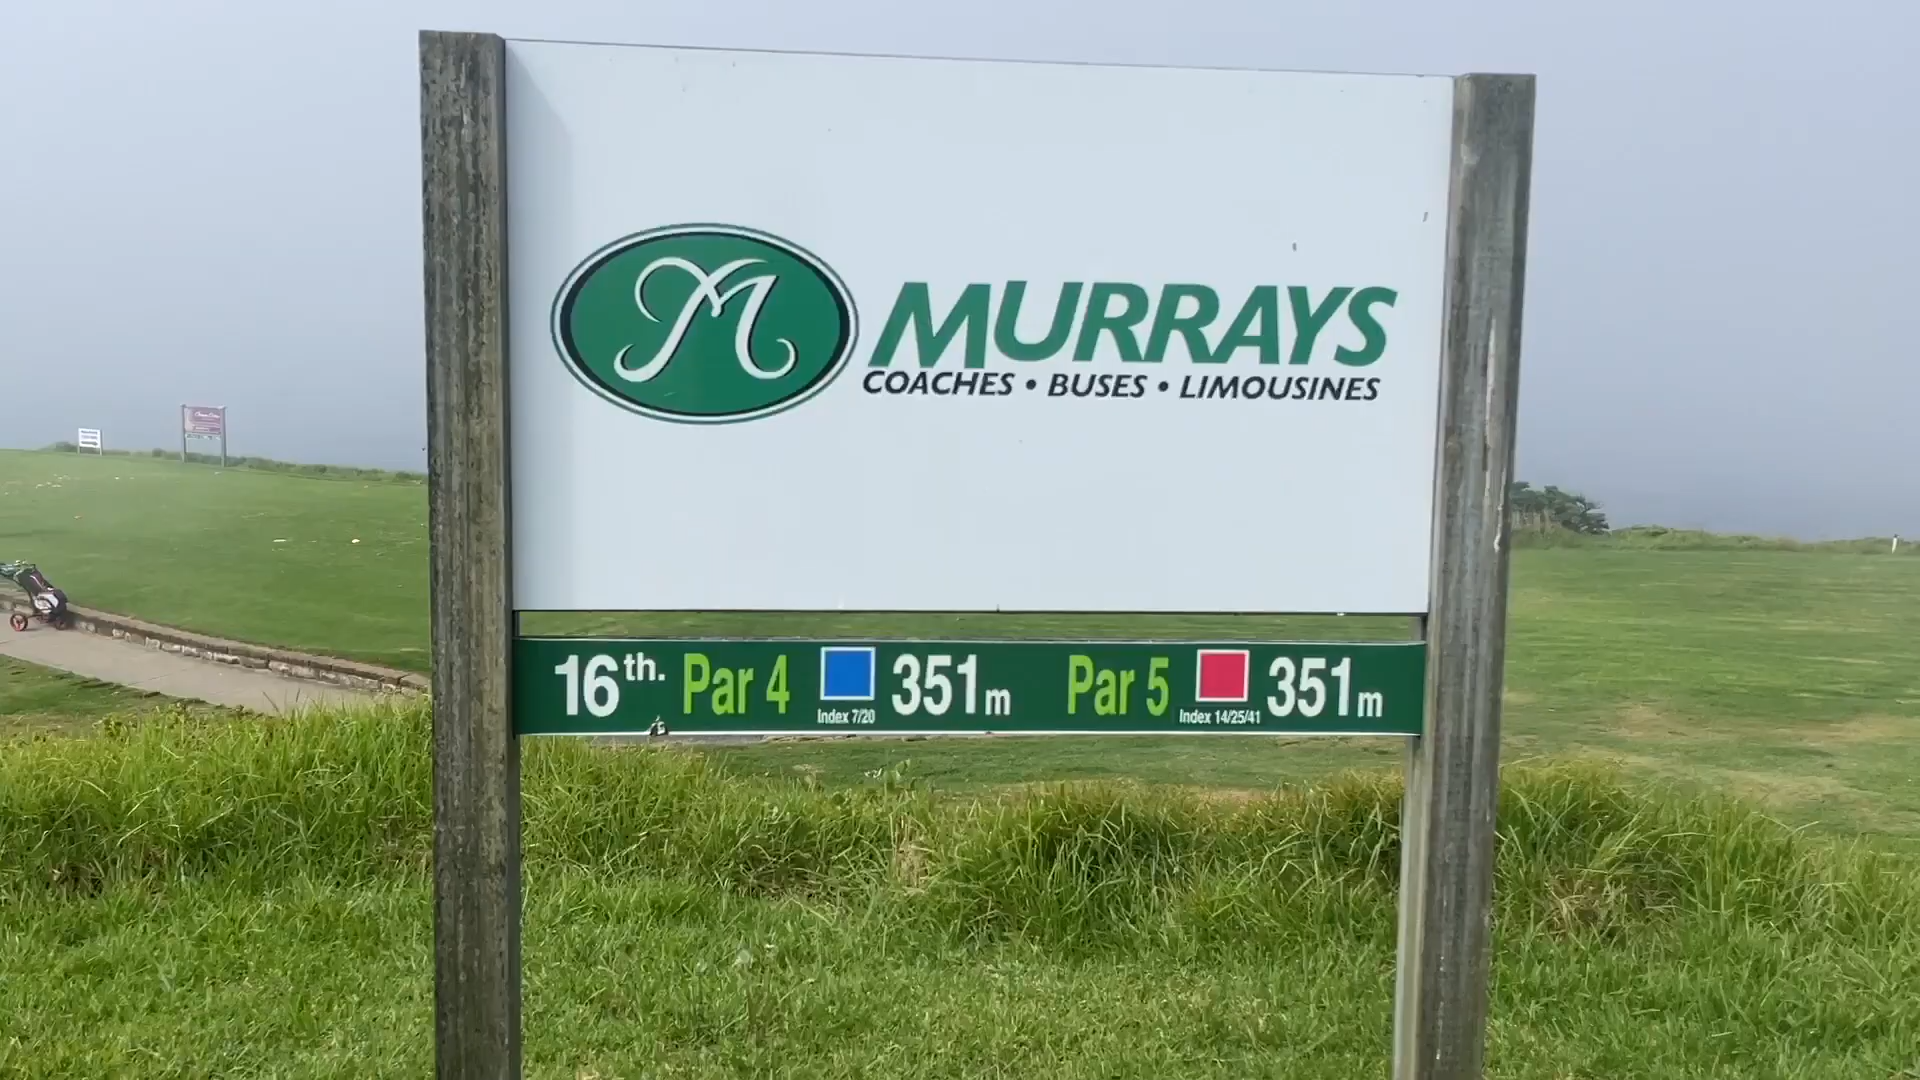 M MURRAYS
COACHES • BUSES • LIMOUSINES
16th. Par 4 351m Par 5 351m
Index 7/20 Index 14/25/41